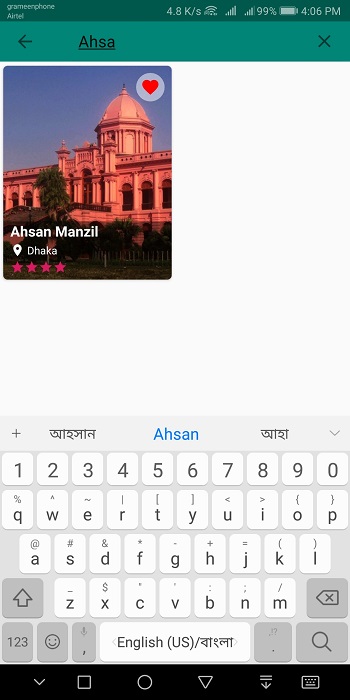 grameenphone
Airtel
4.8 K/s 99% 4:06 PM
Ahsa
Ahsan Manzil
Dhaka
+ আহসান Ahsan আহা
1 2 3 4 5 6 7 8 9 0
% ^ ~ | [ ] < > { }
q w e r t y u i o p
@ # & * - + = ( )
a s d f g h j k l
_ $ " ' : ; /
z x c v b n m
123 , English (US)/বাংলা ,!? .